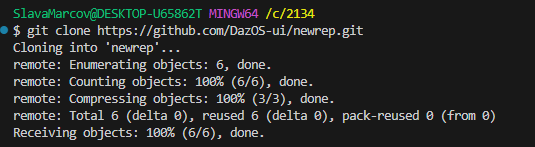 SlavaMarcov@DESKTOP-U65862T MINGW64 /c/2134
$ git clone https://github.com/DazOS-ui/newrep.git
Cloning into 'newrep'...
remote: Enumerating objects: 6, done.
remote: Counting objects: 100% (6/6), done.
remote: Compressing objects: 100% (3/3), done.
remote: Total 6 (delta 0), reused 6 (delta 0), pack-reused 0 (from 0)
Receiving objects: 100% (6/6), done.